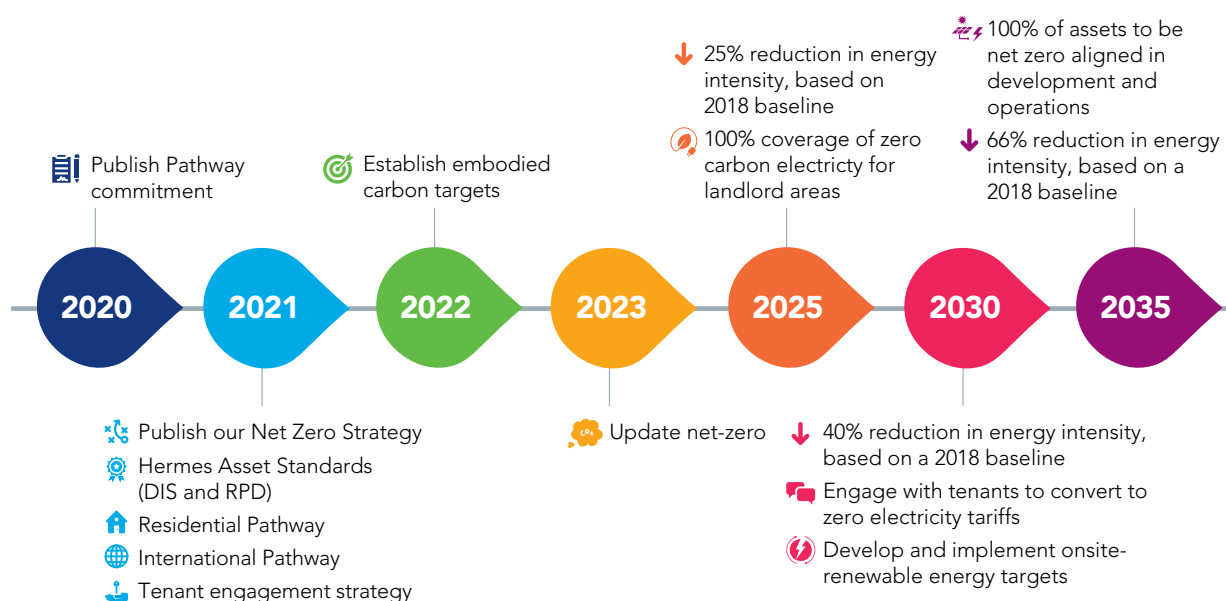 Publish Pathway
commitment
Establish embodied
carbon targets
25% reduction in energy
intensity, based on
2018 baseline
100% coverage of zero
carbon electricty for
landlord areas
100% of assets to be
net zero aligned in
development and
operations
66% reduction in energy
intensity, based on a
2018 baseline
2020
2021
2022
2023
2025
2030
2035
Publish our Net Zero Strategy
Hermes Asset Standards
(DIS and RPD)
Residential Pathway
International Pathway
Tenant engagement strategy
CO2
Update net-zero
40% reduction in energy intensity,
based on a 2018 baseline
Engage with tenants to convert to
zero electricity tariffs
Develop and implement onsite-
renewable energy targets